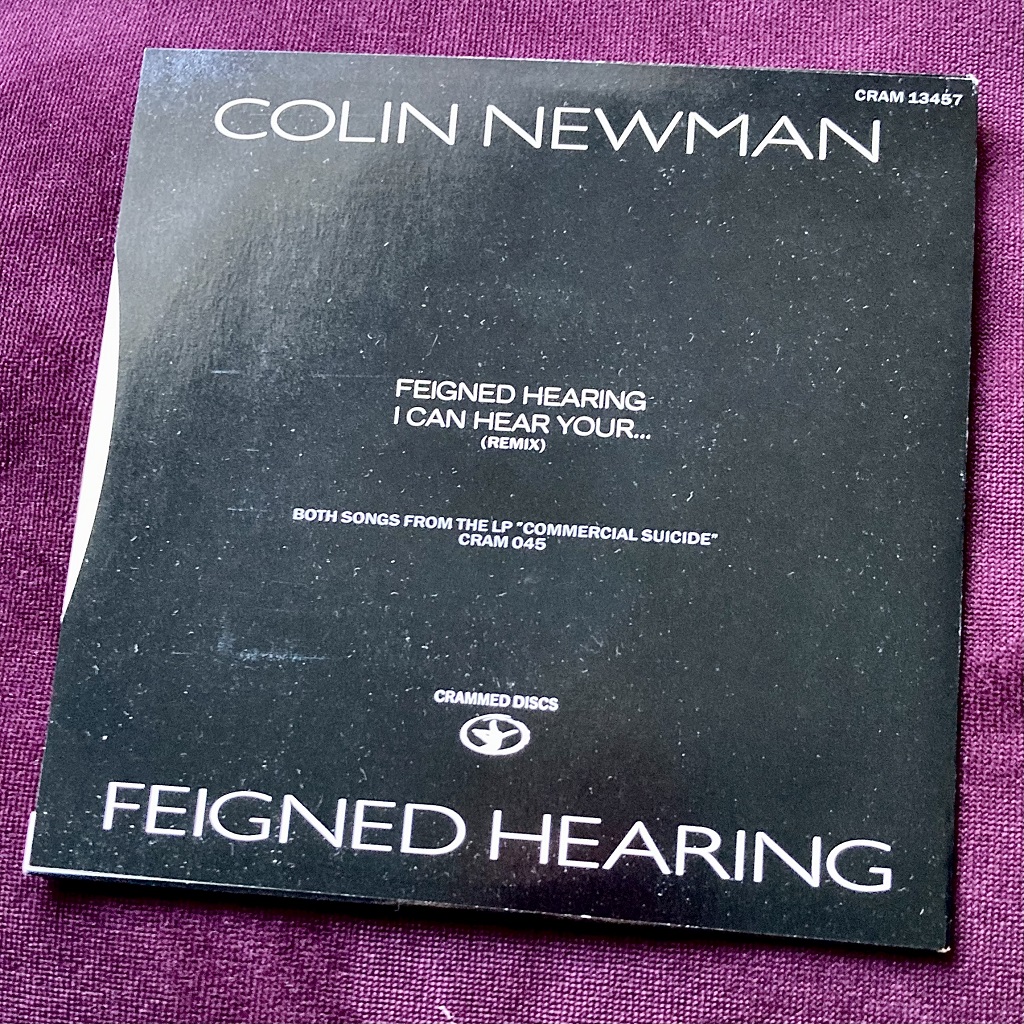 CRAM 13457
COLIN NEWMAN
FEIGNED HEARING
I CAN HEAR YOUR...
(REMIX)
BOTH SONGS FROM THE LP "COMMERCIAL SUICIDE"
CRAM 045
CRAMMED DISCS
FEIGNED HEARING